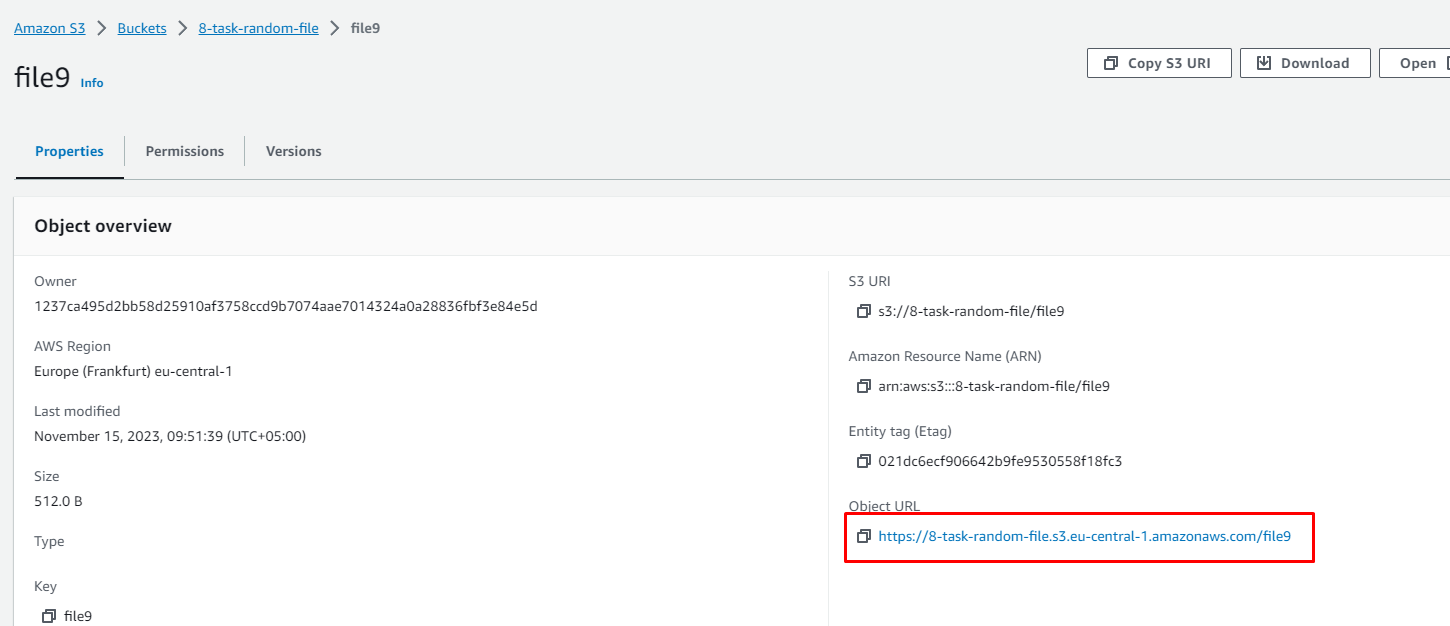 Amazon S3 > Buckets > 8-task-random-file > file9
file9 Info
Copy S3 URI Download Open
Properties Permissions Versions
Object overview
Owner
1237ca495d2bb58d25910af3758ccd9b7074aae7014324a0a28836fbf3e84e5d
AWS Region
Europe (Frankfurt) eu-central-1
Last modified
November 15, 2023, 09:51:39 (UTC+05:00)
Size
512.0 B
Type
Key
file9
S3 URI
s3://8-task-random-file/file9
Amazon Resource Name (ARN)
arn:aws:s3:::8-task-random-file/file9
Entity tag (Etag)
021dc6ecf906642b9fe9530558f18fc3
Object URL
https://8-task-random-file.s3.eu-central-1.amazonaws.com/file9